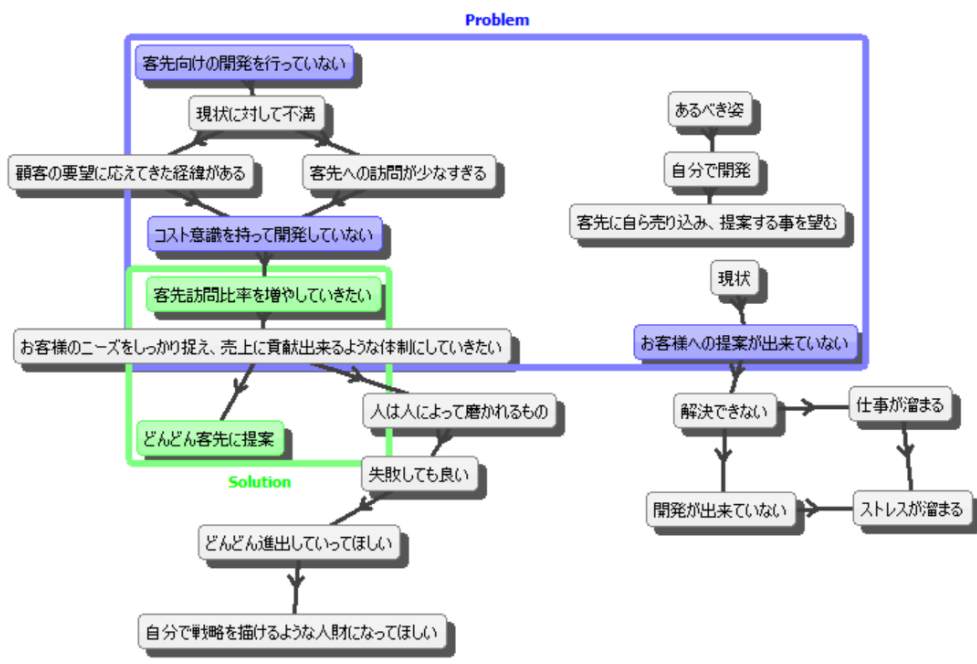 Problem
客先向けの開発を行っていない
現状に対して不満
顧客の要望に応えてきた経緯がある
客先への訪問が少なすぎる
コスト意識を持って開発していない
客先訪問比率を増やしていきたい
お客様のニーズをしっかり捉え、売上に貢献出来るような体制にしていきたい
どんどん客先に提案
Solution
人は人によって磨かれるもの
失敗しても良い
どんどん進出していってほしい
自分で戦略を描けるような人財になってほしい
あるべき姿
自分で開発
客先に自ら売り込み、提案する事を望む
現状
お客様への提案が出来ていない
解決できない
仕事が溜まる
開発が出来ていない
ストレスが溜まる